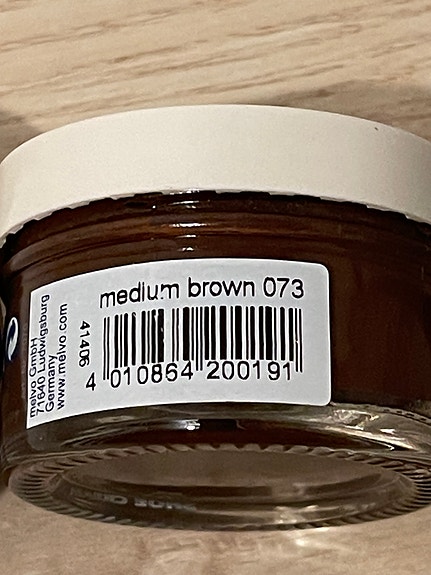 medium brown 073
41406
4 010864 200191
melvo GmbH
71640 Ludwigsburg
Germany
www.melvo.com